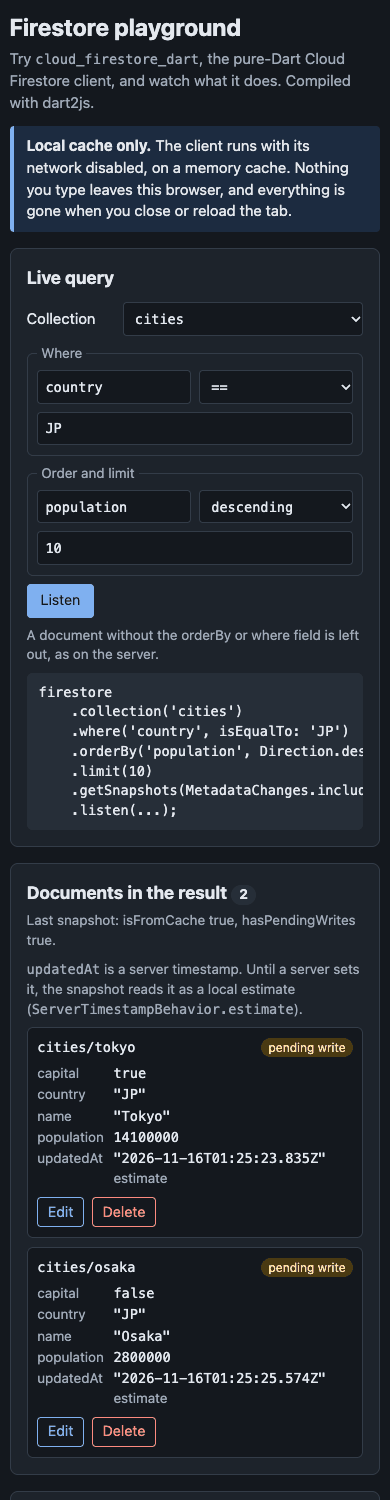 Firestore playground
Try cloud_firestore_dart, the pure-Dart Cloud
Firestore client, and watch what it does. Compiled
with dart2js.
Local cache only. The client runs with its
network disabled, on a memory cache. Nothing
you type leaves this browser, and everything is
gone when you close or reload the tab.
Live query
Collection cities
Where
country ==
JP
Order and limit
population descending
10
Listen
A document without the orderBy or where field is left
out, as on the server.
firestore
.collection('cities')
.where('country', isEqualTo: 'JP')
.orderBy('population', Direction.des
.limit(10)
.getSnapshots(MetadataChanges.includ
.listen(...);
Documents in the result 2
Last snapshot: isFromCache true, hasPendingWrites
true.
updatedAt is a server timestamp. Until a server sets
it, the snapshot reads it as a local estimate
(ServerTimestampBehavior.estimate).
cities/tokyo pending write
capital true
country "JP"
name "Tokyo"
population 14100000
updatedAt "2026-11-16T01:25:23.835Z"
estimate
Edit Delete
cities/osaka pending write
capital false
country "JP"
name "Osaka"
population 2800000
updatedAt "2026-11-16T01:25:25.574Z"
estimate
Edit Delete